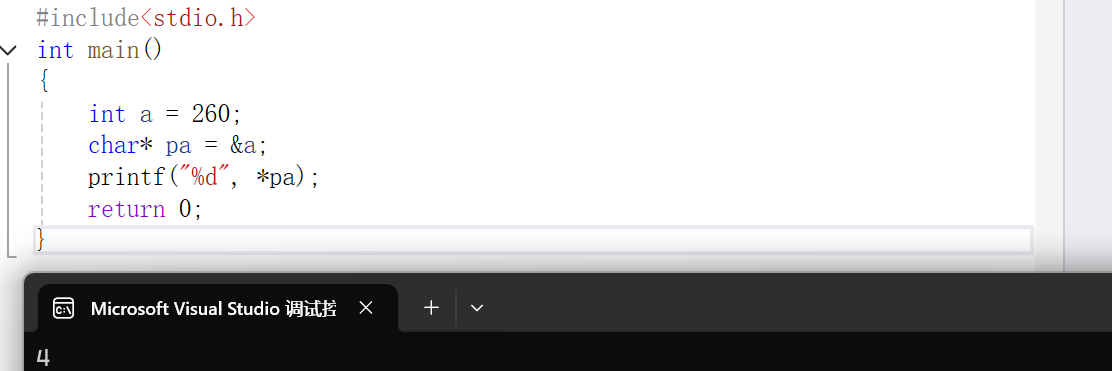 #include<stdio.h>
int main()
{
    int a = 260;
    char* pa = &a;
    printf("%d", *pa);
    return 0;
}
Microsoft Visual Studio 调试控
4